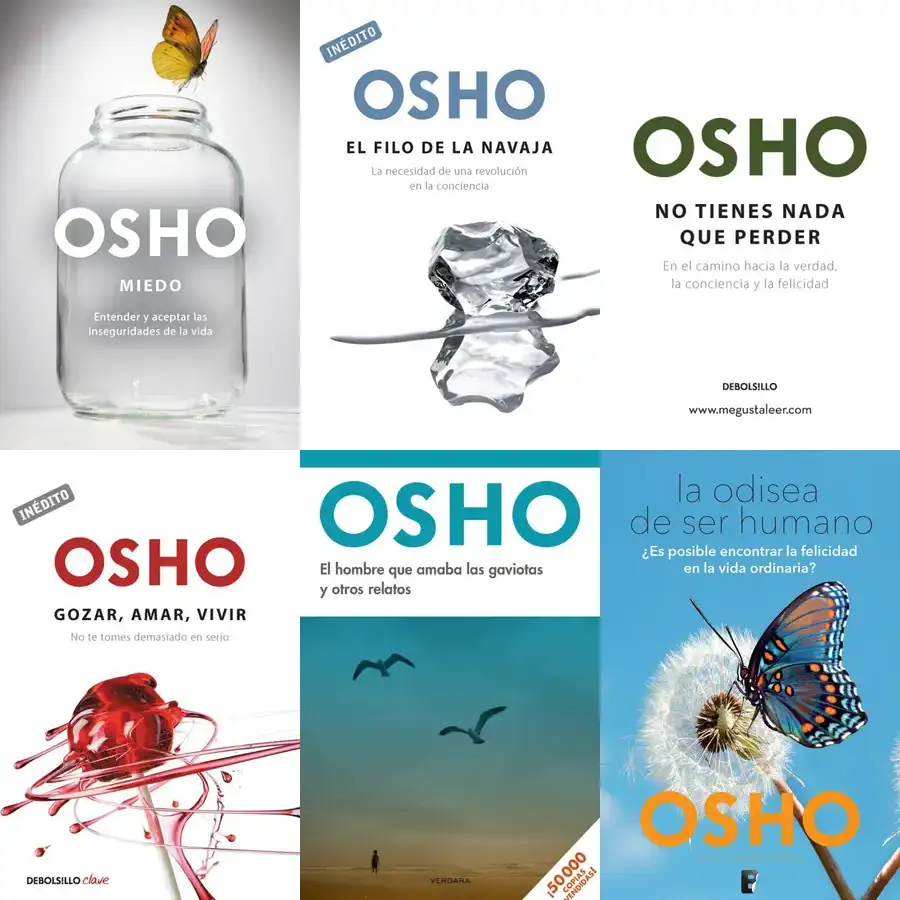 OSHO
MIEDO
Entender y aceptar las
inseguridades de la vida
INÉDITO
OSHO
EL FILO DE LA NAVAJA
La necesidad de una revolución
en la conciencia
OSHO
NO TIENES NADA
QUE PERDER
En el camino hacia la verdad,
la conciencia y la felicidad
DEBOLS!LLO
www.megustaleer.com
INÉDITO
OSHO
GOZAR, AMAR, VIVIR
No te tomes demasiado en serio
DEBOLS!LLO clave
OSHO
El hombre que amaba las gaviotas
y otros relatos
VERGARA
¡50000
COPIAS
VENDIDAS!
la odisea
de ser humano
¿Es posible encontrar la felicidad
en la vida ordinaria?
OSHO
B